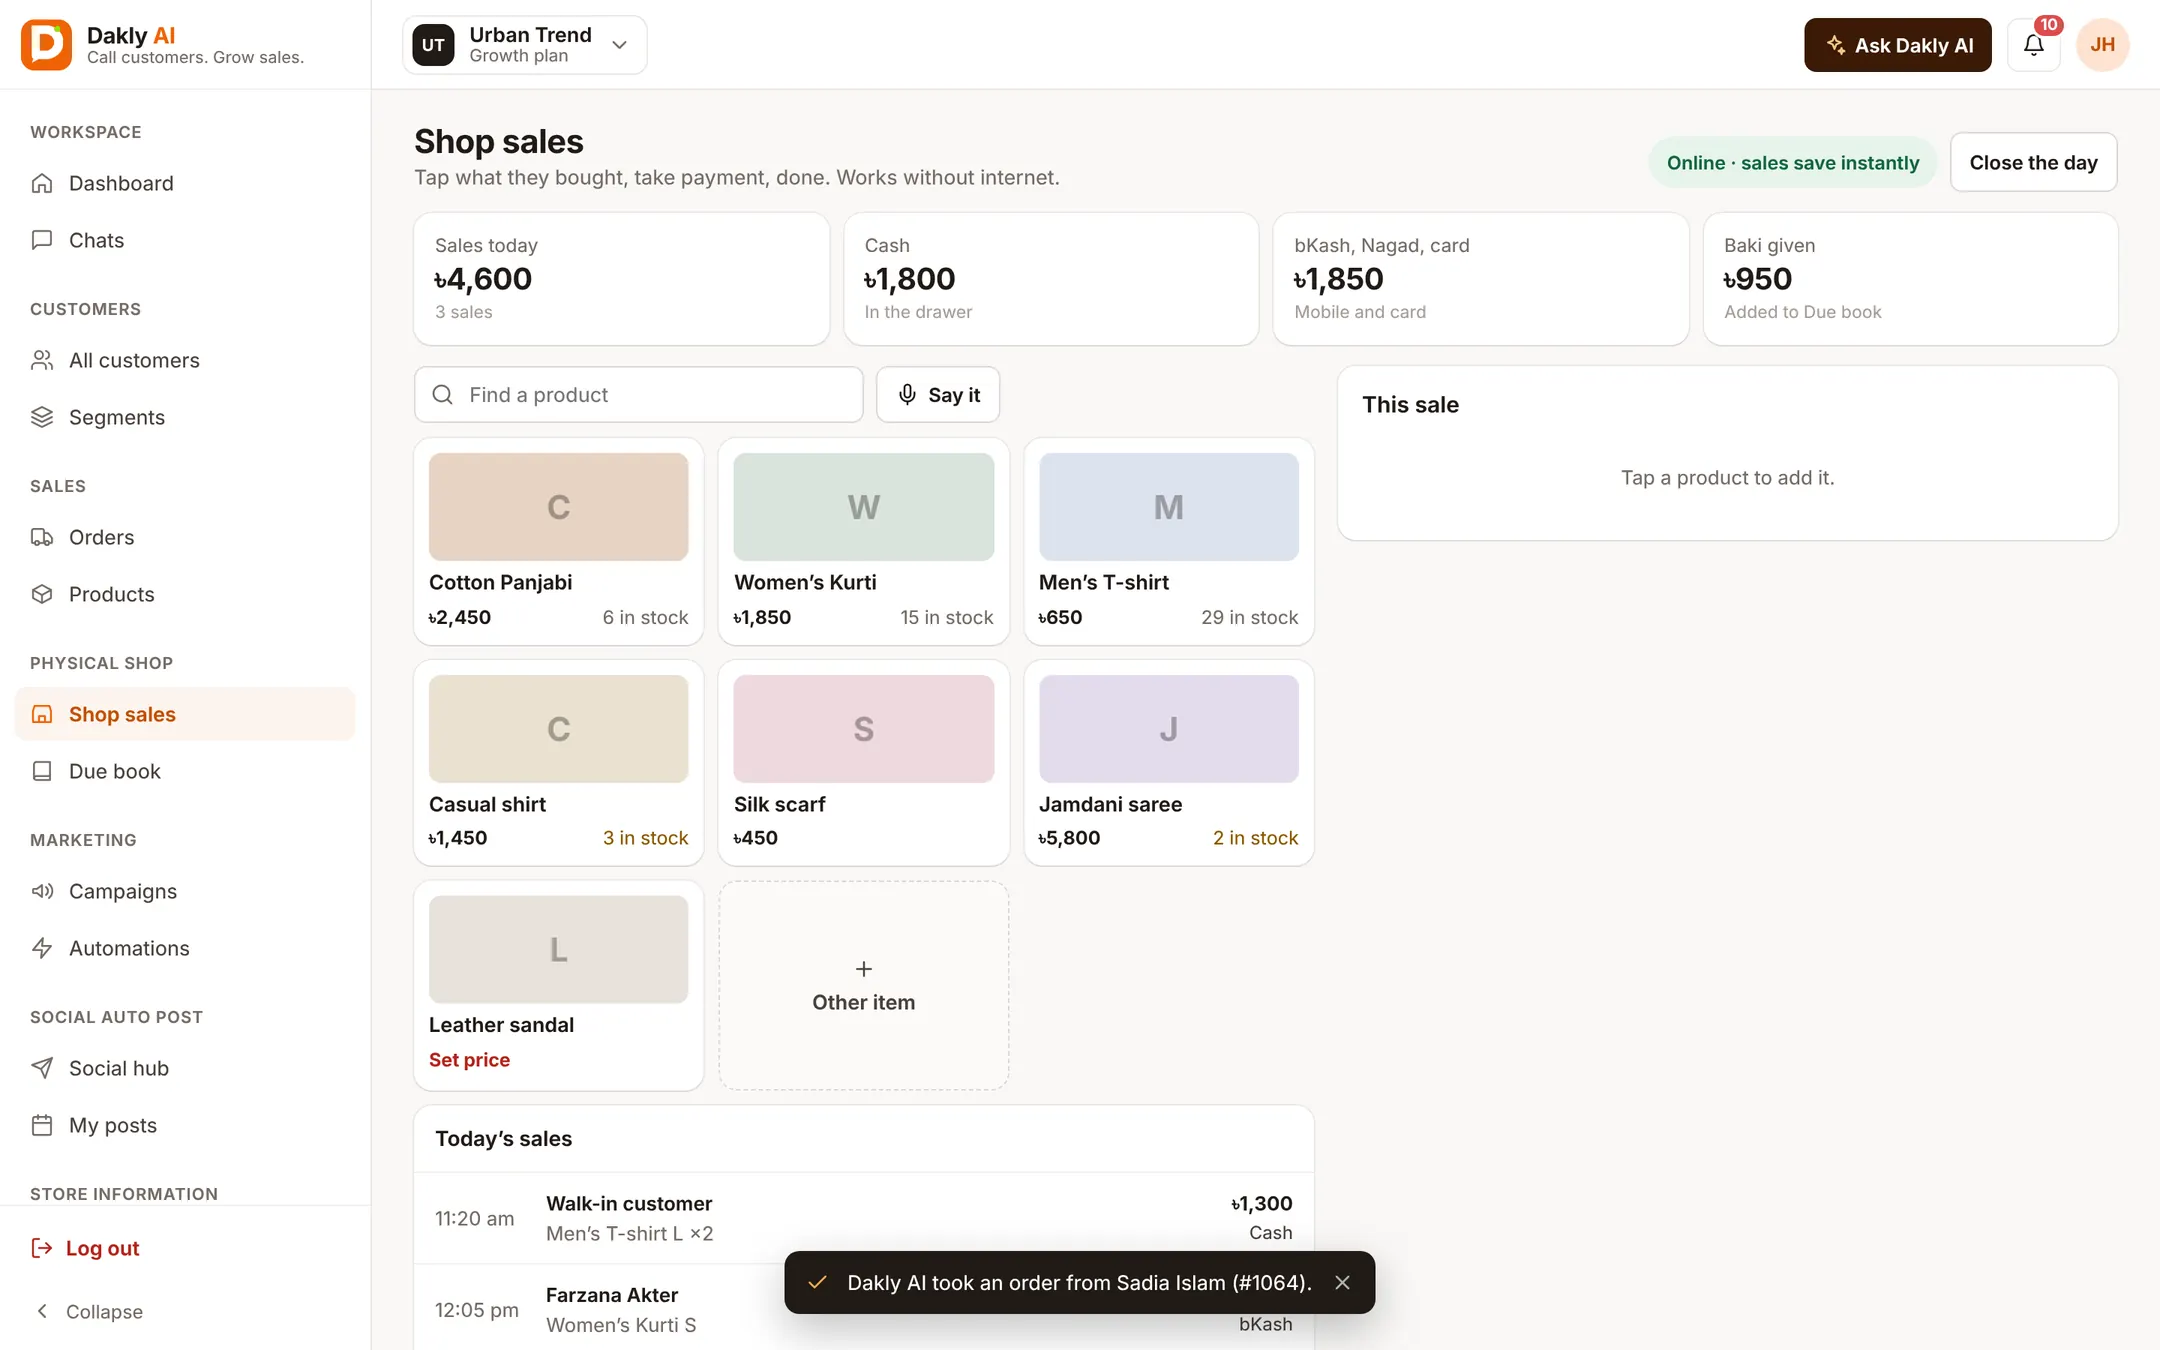 Dakly AI
Call customers. Grow sales.
UT
Urban Trend
Growth plan
Ask Dakly AI
10
JH
WORKSPACE
Dashboard
Chats
CUSTOMERS
All customers
Segments
SALES
Orders
Products
PHYSICAL SHOP
Shop sales
Due book
MARKETING
Campaigns
Automations
SOCIAL AUTO POST
Social hub
My posts
STORE INFORMATION
Log out
Collapse
Shop sales
Tap what they bought, take payment, done. Works without internet.
Online · sales save instantly
Close the day
Sales today
৳4,600
3 sales
Cash
৳1,800
In the drawer
bKash, Nagad, card
৳1,850
Mobile and card
Baki given
৳950
Added to Due book
Find a product
Say it
C
Cotton Panjabi
৳2,450 6 in stock
W
Women’s Kurti
৳1,850 15 in stock
M
Men’s T-shirt
৳650 29 in stock
C
Casual shirt
৳1,450 3 in stock
S
Silk scarf
৳450
J
Jamdani saree
৳5,800 2 in stock
L
Leather sandal
Set price
Other item
This sale
Tap a product to add it.
Today’s sales
11:20 am
Walk-in customer
Men’s T-shirt L ×2
৳1,300
Cash
12:05 pm
Farzana Akter
Women’s Kurti S
bKash
Dakly AI took an order from Sadia Islam (#1064).